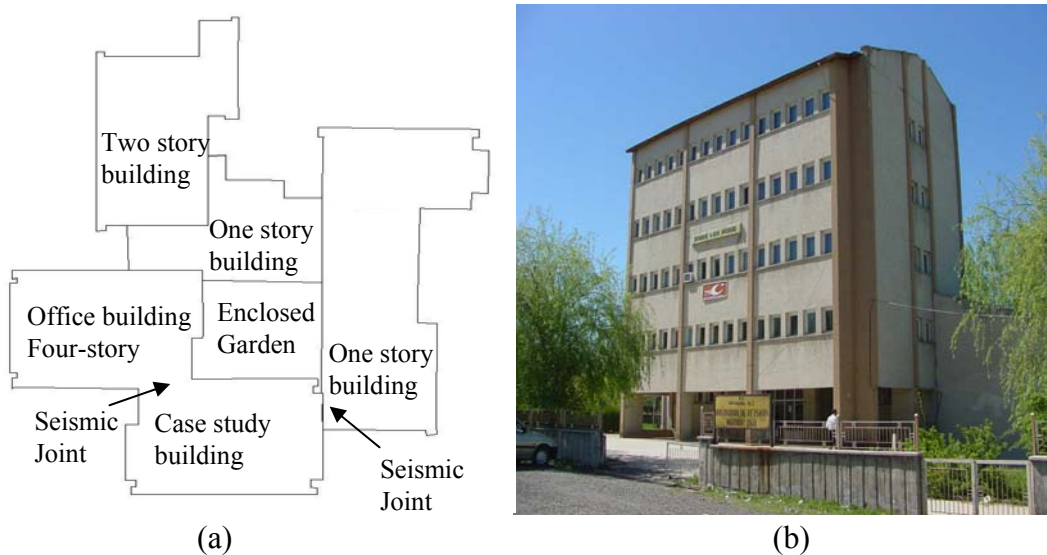 Two story
building
One story
building
Office building
Four-story
Enclosed
Garden
One story
building
Seismic
Joint
Case study
building
Seismic
Joint
(a)
(b)